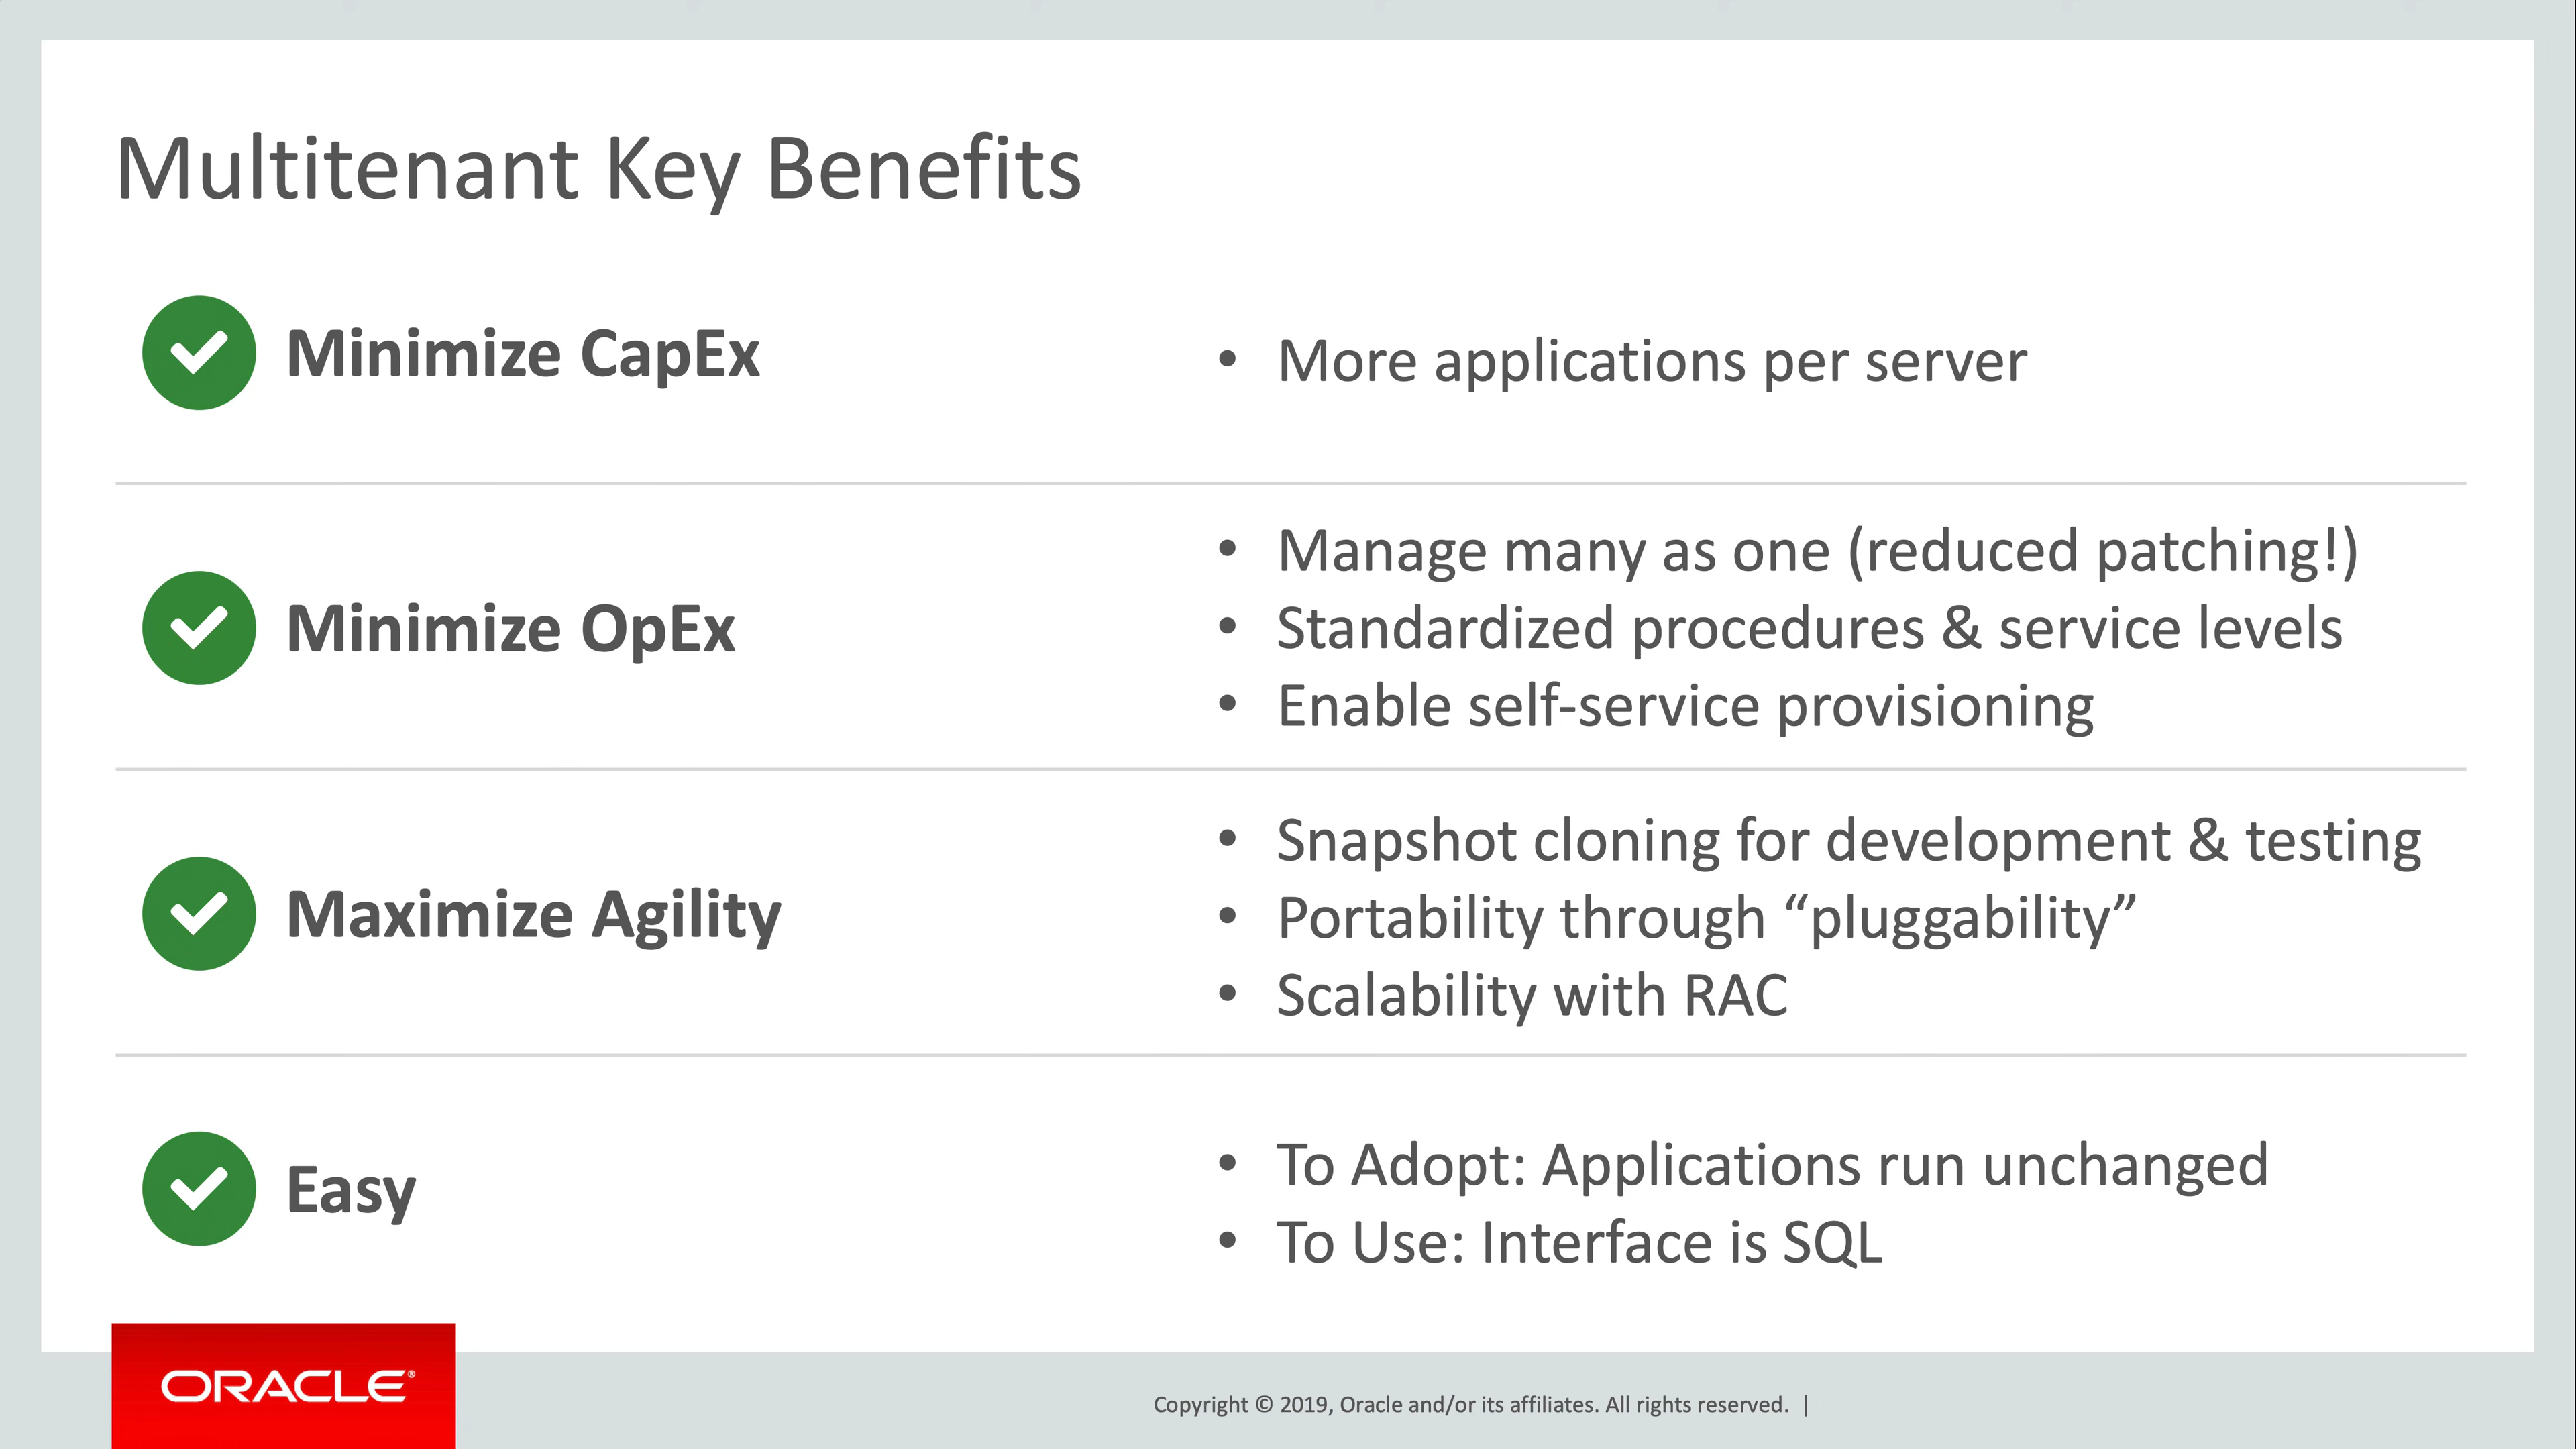 Multitenant Key Benefits
Minimize CapEx
• More applications per server
Minimize OpEx
• Manage many as one (reduced patching!)
• Standardized procedures & service levels
• Enable self-service provisioning
Maximize Agility
• Snapshot cloning for development & testing
• Portability through “pluggability”
• Scalability with RAC
Easy
• To Adopt: Applications run unchanged
• To Use: Interface is SQL
ORACLE®
Copyright © 2019, Oracle and/or its affiliates. All rights reserved. |